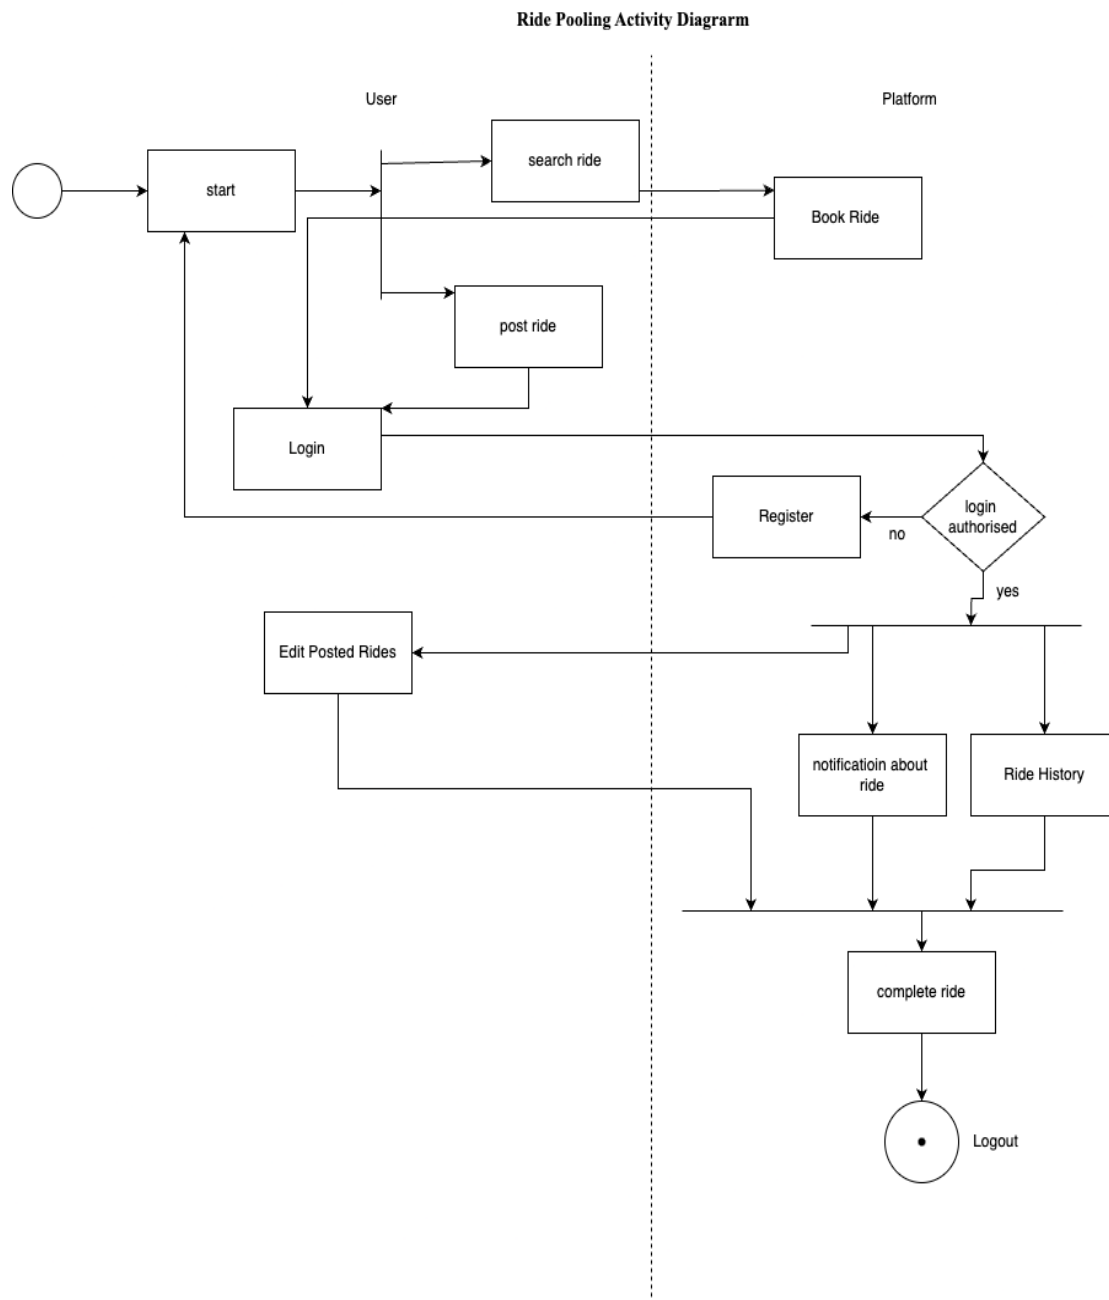 Ride Pooling Activity Diagrarm
User
Platform
search ride
start
Book Ride
post ride
Login
login
authorised
Register
no
yes
Edit Posted Rides
notificatioin about
ride
Ride History
complete ride
Logout